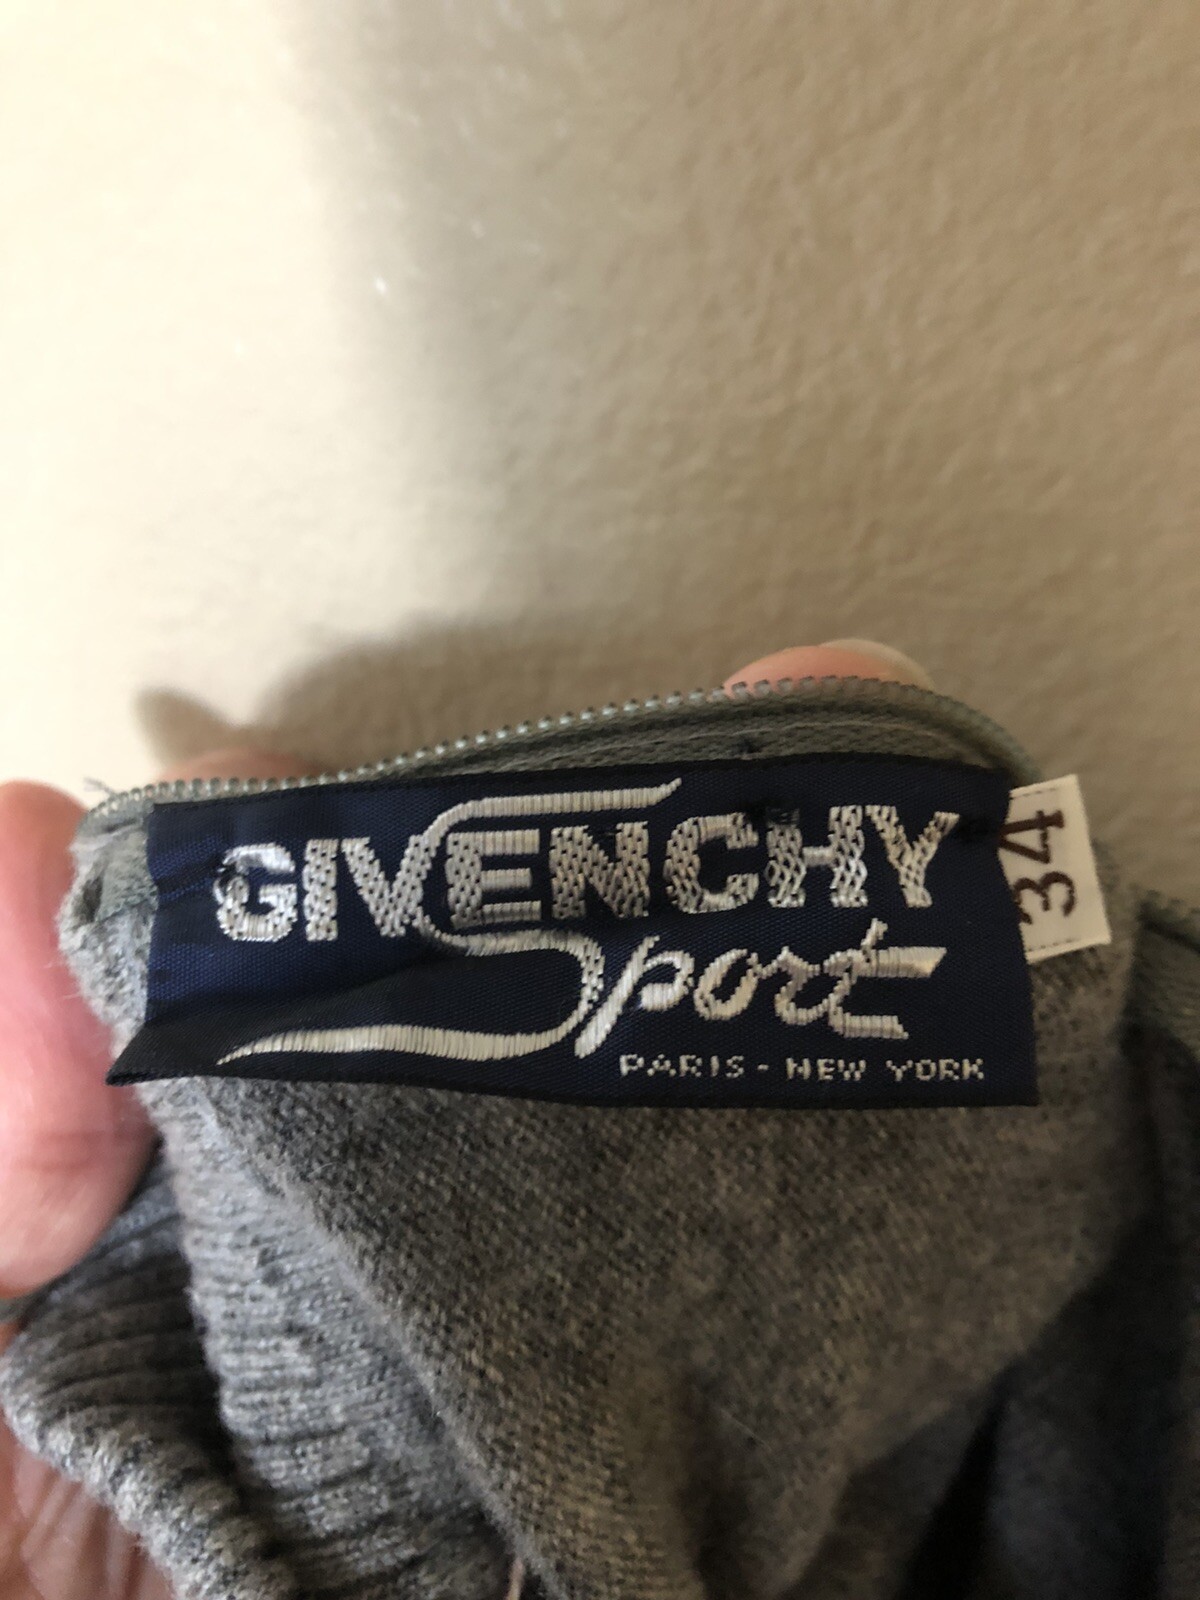 GIVENCHY
Sport
PARIS - NEW YORK
34